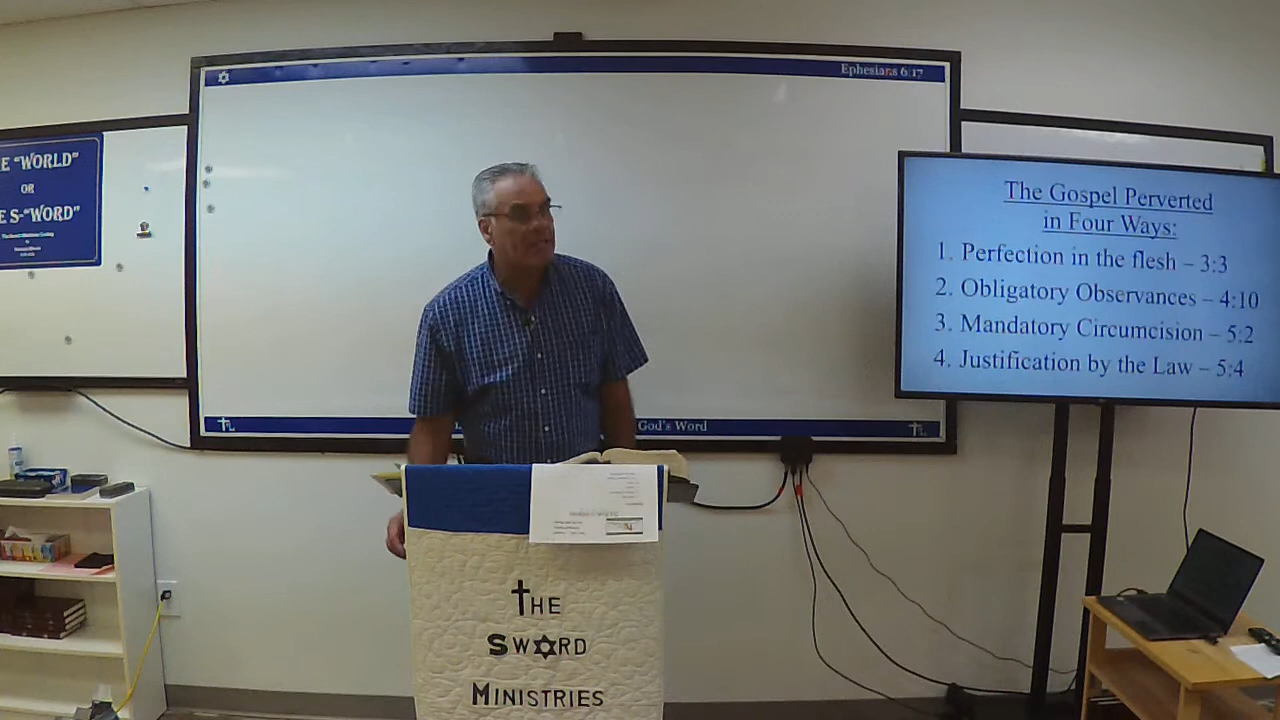 Ephesians 6:17
E "WORLD"
OR
E S-"WORD"
The Gospel Perverted
in Four Ways:
1. Perfection in the flesh – 3:3
2. Obligatory Observances – 4:10
3. Mandatory Circumcision – 5:2
4. Justification by the Law – 5:4
God's Word
THE
SWORD
MINISTRIES